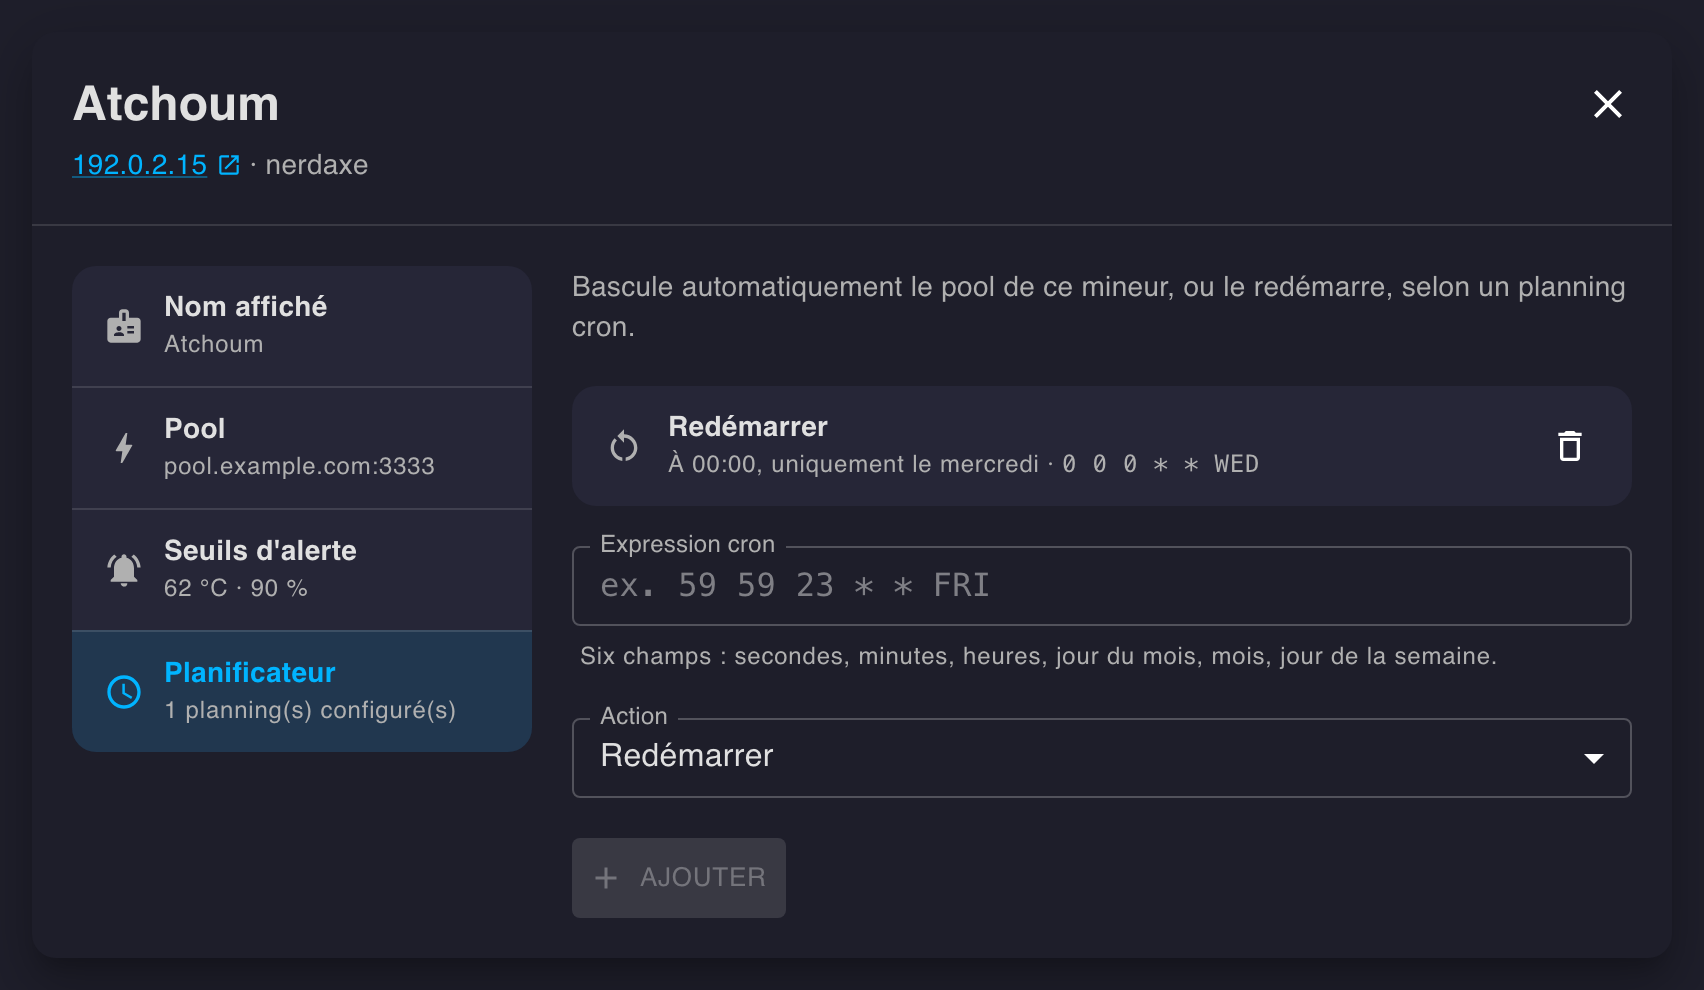 Atchoum
192.0.2.15 · nerdaxe
Nom affiché
Atchoum
Pool
pool.example.com:3333
Seuils d'alerte
62 °C · 90 %
Planificateur
1 planning(s) configuré(s)
Bascule automatiquement le pool de ce mineur, ou le redémarre, selon un planning
cron.
Redémarrer
À 00:00, uniquement le mercredi · 0 0 0 * * WED
Expression cron
ex. 59 59 23 * * FRI
Six champs : secondes, minutes, heures, jour du mois, mois, jour de la semaine.
Action
Redémarrer
+ AJOUTER